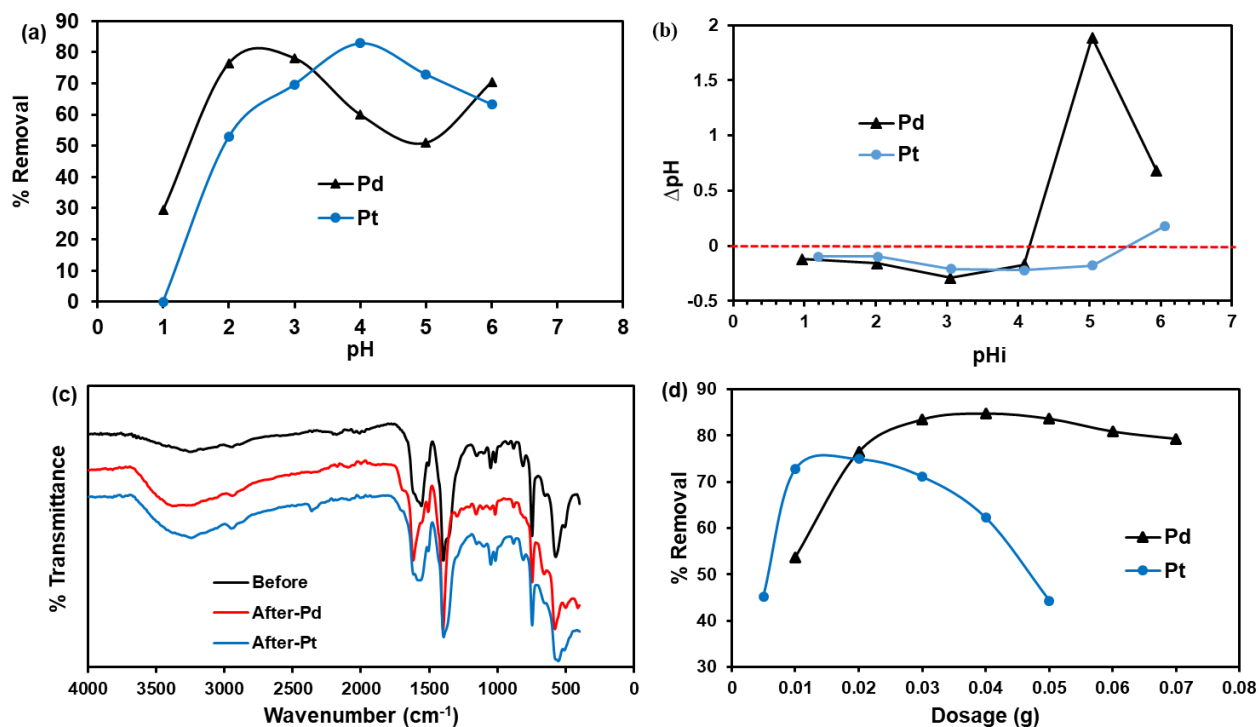 (a)
% Removal
90
80
70
60
50
40
30
20
10
0
Pd
Pt
0 1 2 3 4 5 6 7 8
pH
(b)
ΔpH
2
1.5
1
0.5
0
-0.5
Pd
Pt
0 1 2 3 4 5 6 7
pHi
(c)
% Transmittance
Before
After-Pd
After-Pt
4000 3500 3000 2500 2000 1500 1000 500 0
Wavenumber (cm⁻¹)
(d)
% Removal
90
80
70
60
50
40
30
Pd
Pt
0 0.01 0.02 0.03 0.04 0.05 0.06 0.07 0.08
Dosage (g)